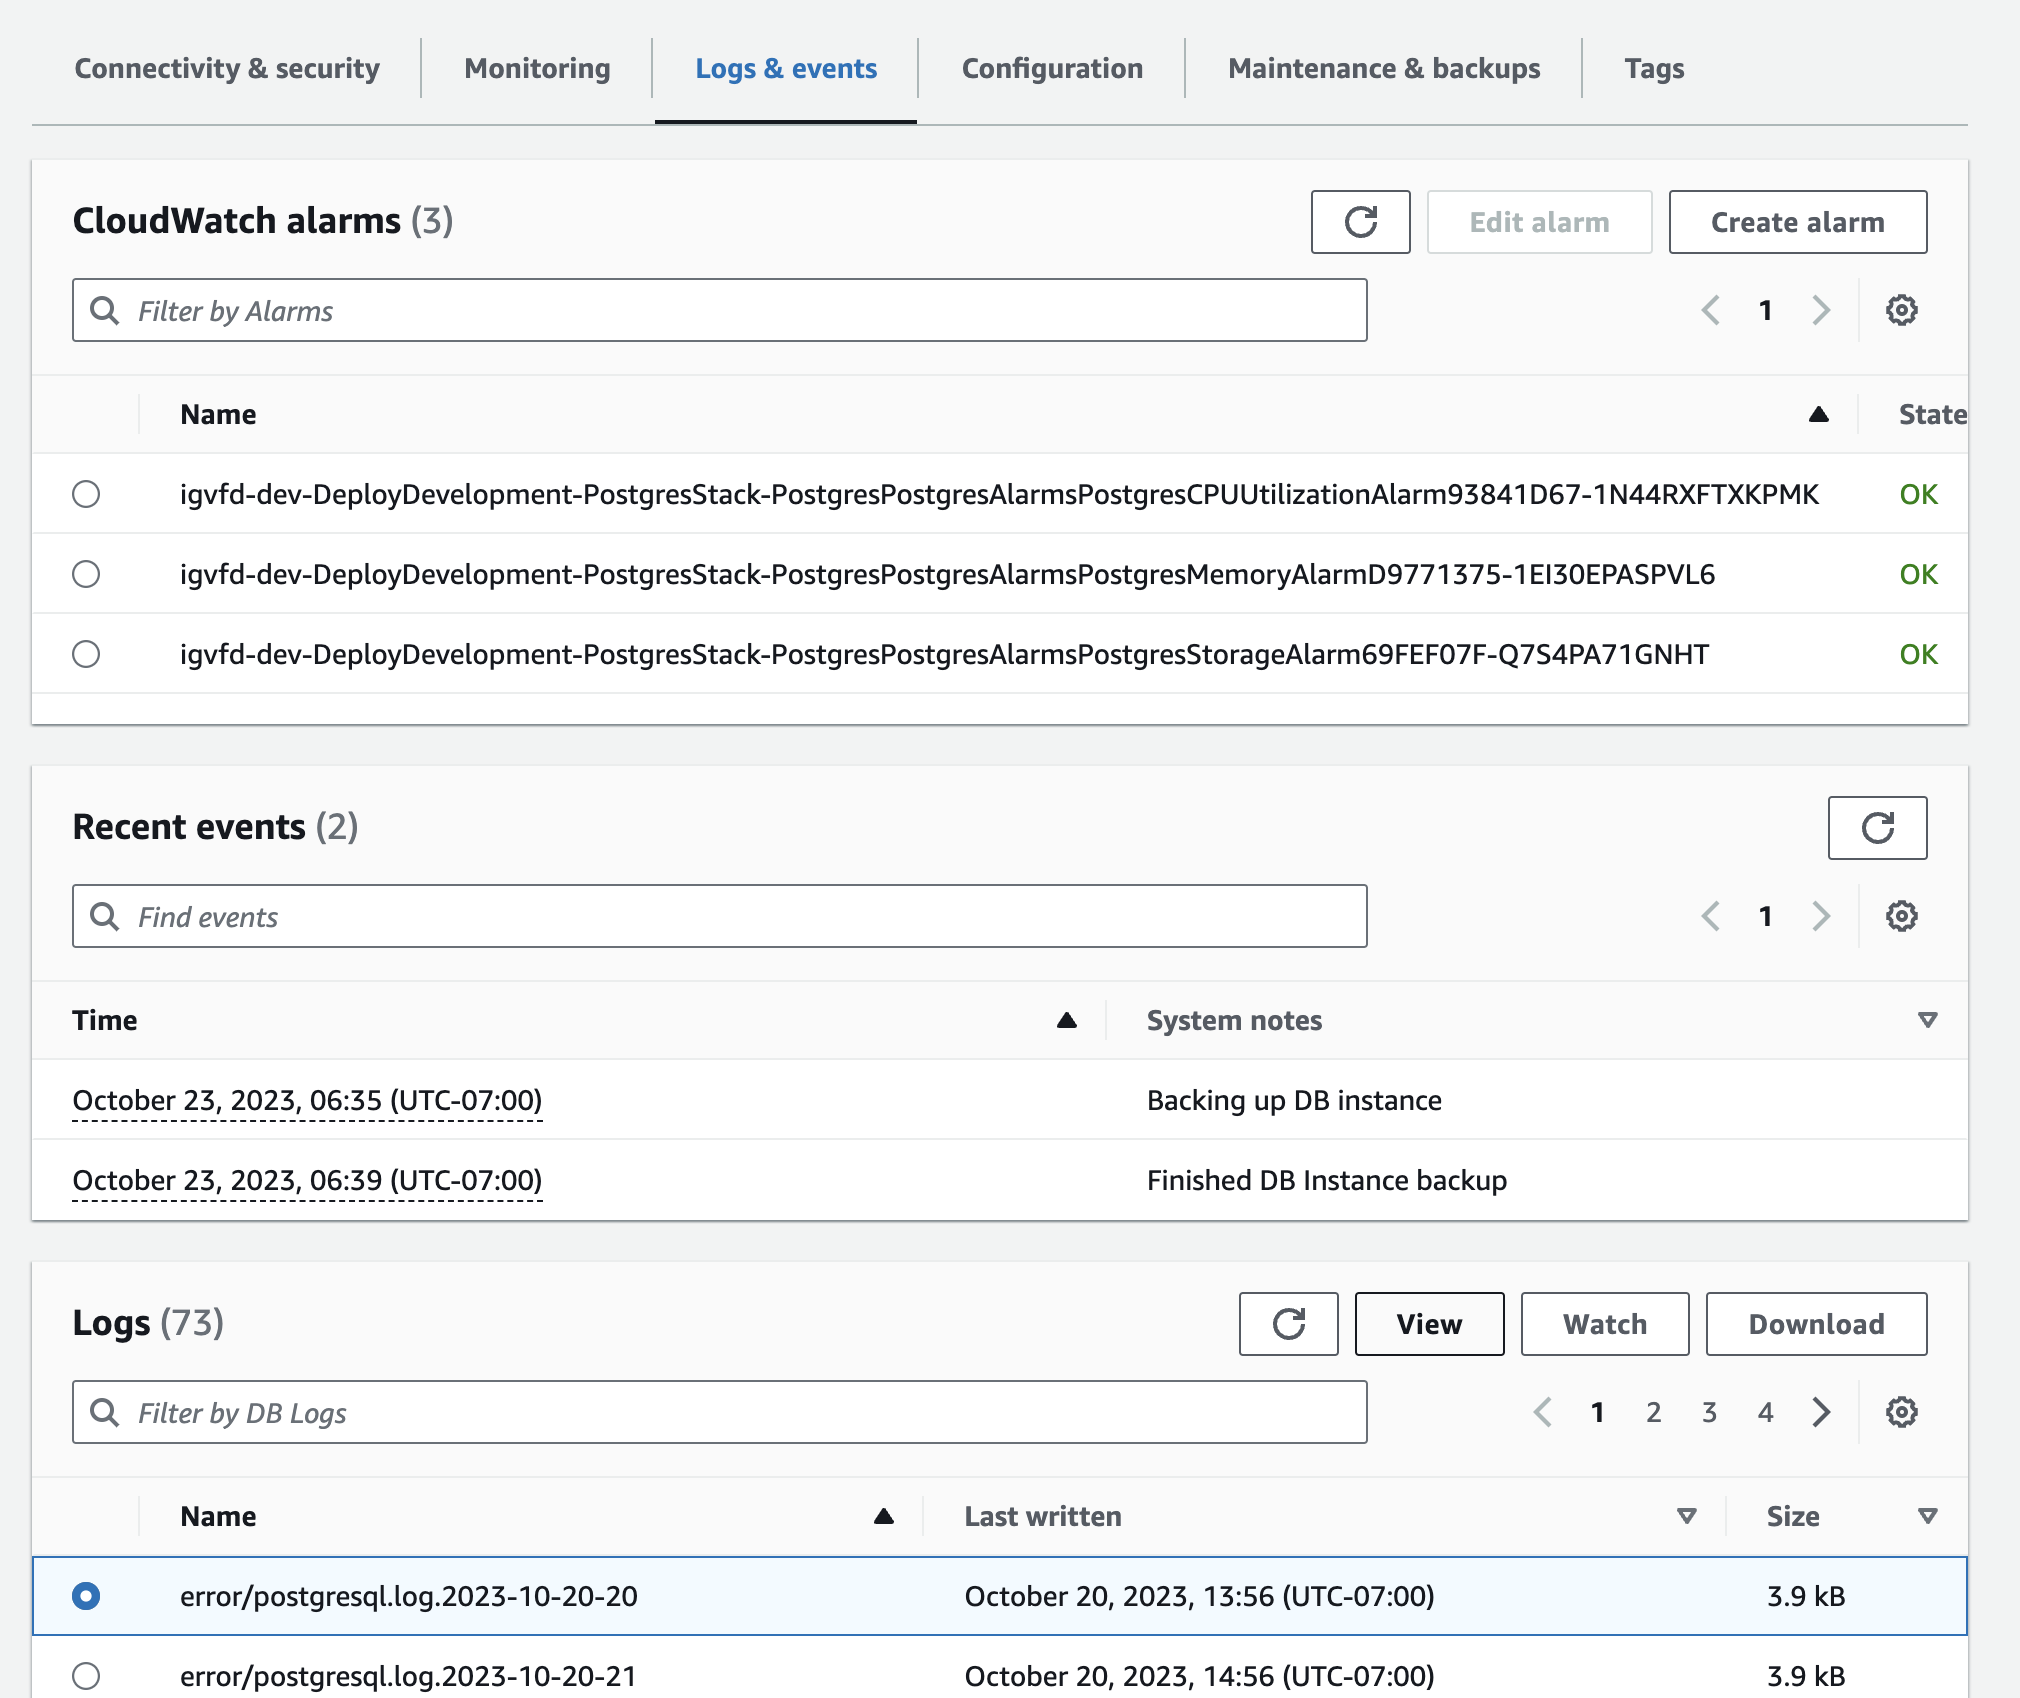 Connectivity & security Monitoring Logs & events Configuration Maintenance & backups Tags
CloudWatch alarms (3) Edit alarm Create alarm
Filter by Alarms 1
Name State
igvfd-dev-DeployDevelopment-PostgresStack-PostgresPostgresAlarmsPostgresCPUUtilizationAlarm93841D67-1N44RXFTXKPMK OK
igvfd-dev-DeployDevelopment-PostgresStack-PostgresPostgresAlarmsPostgresMemoryAlarmD9771375-1EI30EPASPVL6 OK
igvfd-dev-DeployDevelopment-PostgresStack-PostgresPostgresAlarmsPostgresStorageAlarm69FEF07F-Q7S4PA71GNHT OK
Recent events (2)
Find events 1
Time System notes
October 23, 2023, 06:35 (UTC-07:00) Backing up DB instance
October 23, 2023, 06:39 (UTC-07:00) Finished DB Instance backup
Logs (73) View Watch Download
Filter by DB Logs 1 2 3 4
Name Last written Size
error/postgresql.log.2023-10-20-20 October 20, 2023, 13:56 (UTC-07:00) 3.9 kB
error/postgresql.log.2023-10-20-21 October 20, 2023, 14:56 (UTC-07:00) 3.9 kB